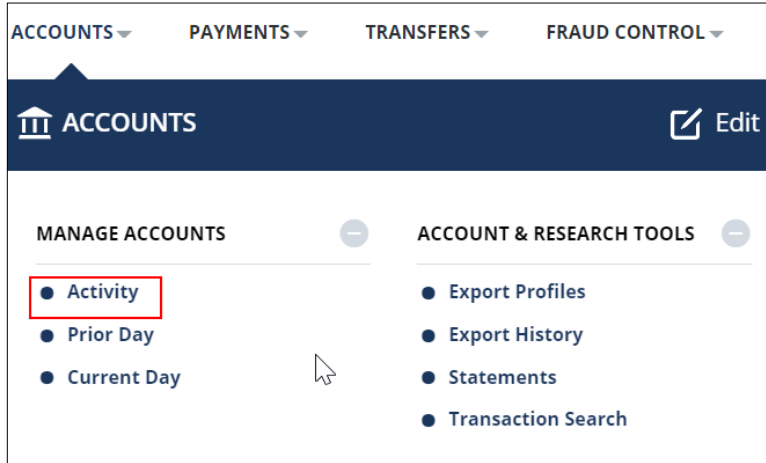 ACCOUNTS PAYMENTS TRANSFERS FRAUD CONTROL
ACCOUNTS Edit
MANAGE ACCOUNTS
Activity
Prior Day
Current Day
ACCOUNT & RESEARCH TOOLS
Export Profiles
Export History
Statements
Transaction Search